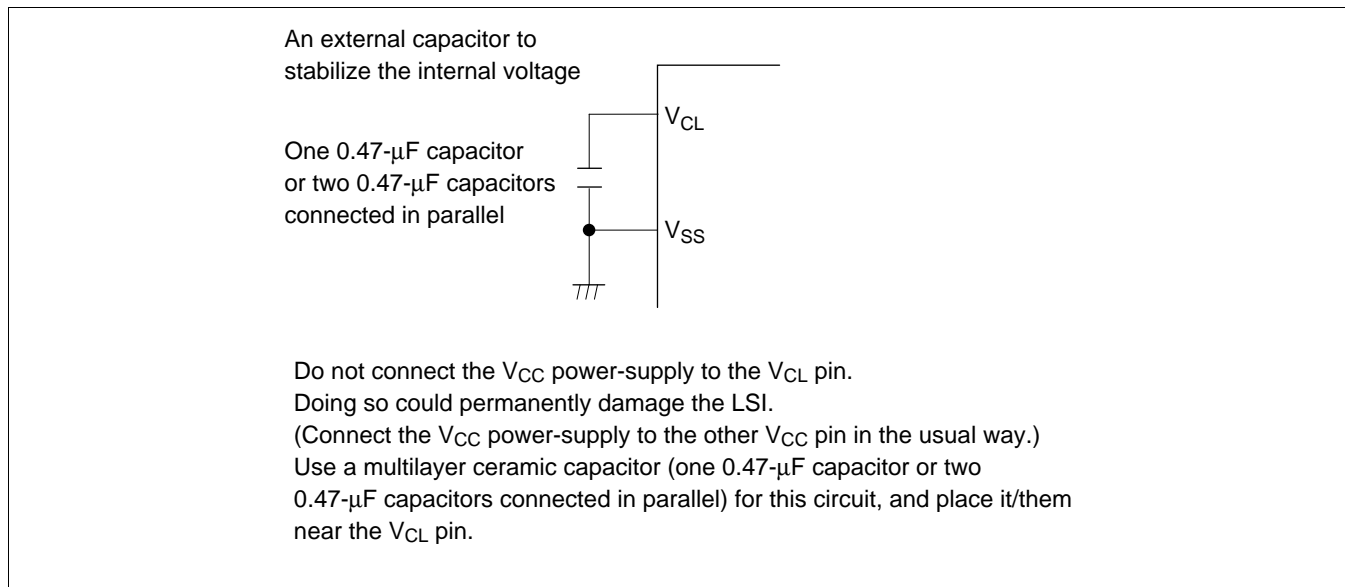 An external capacitor to
stabilize the internal voltage
VCL
One 0.47-μF capacitor
or two 0.47-μF capacitors
connected in parallel
VSS
Do not connect the VCC power-supply to the VCL pin.
Doing so could permanently damage the LSI.
(Connect the VCC power-supply to the other VCC pin in the usual way.)
Use a multilayer ceramic capacitor (one 0.47-μF capacitor or two
0.47-μF capacitors connected in parallel) for this circuit, and place it/them
near the VCL pin.